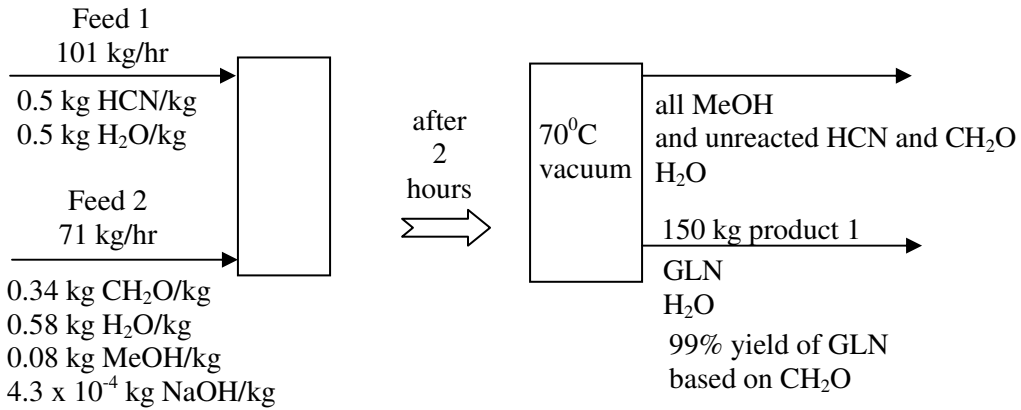 Feed 1
101 kg/hr
0.5 kg HCN/kg
0.5 kg H₂O/kg
Feed 2
71 kg/hr
0.34 kg CH₂O/kg
0.58 kg H₂O/kg
0.08 kg MeOH/kg
4.3 x 10⁻⁴ kg NaOH/kg
after
2
hours
70⁰C
vacuum
all MeOH
and unreacted HCN and CH₂O
H₂O
150 kg product 1
GLN
H₂O
99% yield of GLN
based on CH₂O